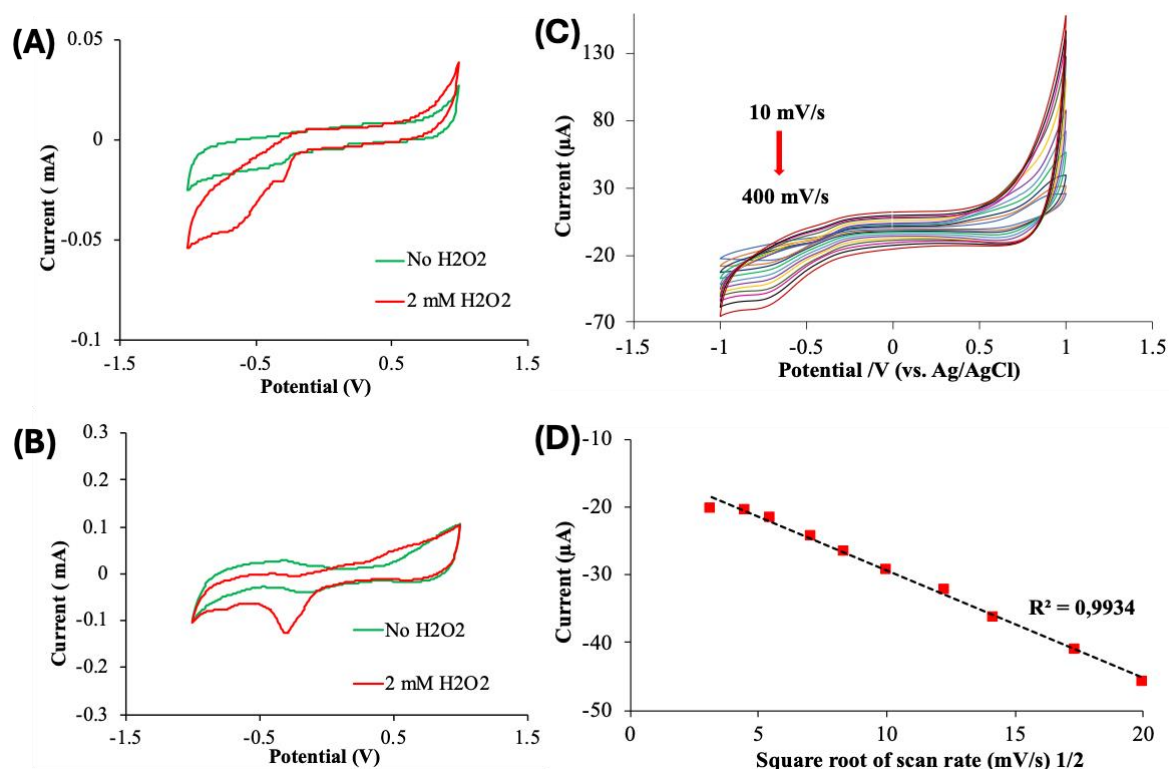 (A)
0.05
0
-0.05
-0.1
-1.5
-0.5
0.5
1.5
Current ( mA)
Potential (V)
No H2O2
2 mM H2O2
(C)
130
80
30
-20
-70
-1.5
-1
-0.5
0
0.5
1
1.5
Current (μA)
10 mV/s
400 mV/s
Potential /V (vs. Ag/AgCl)
(B)
0.3
0.2
0.1
0
-0.1
-0.2
-0.3
-1.5
-0.5
0.5
1.5
Current ( mA)
Potential (V)
No H2O2
2 mM H2O2
(D)
-10
-20
-30
-40
-50
0
5
10
15
20
Current (μA)
R² = 0,9934
Square root of scan rate (mV/s) 1/2